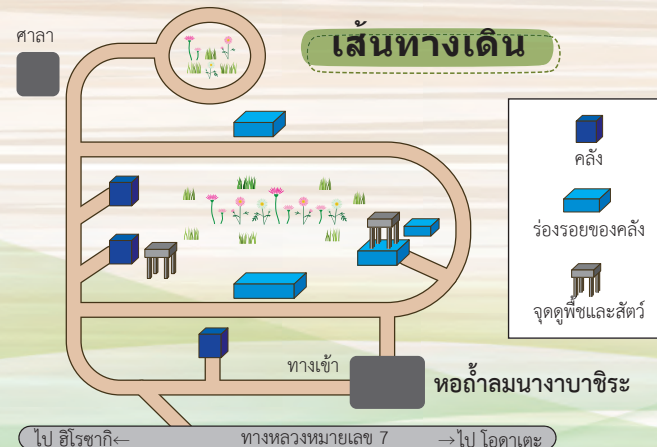 เส้นทางเดิน
ศาลา
คลัง
ร่องรอยของคลัง
จุดดูพืชและสัตว์
ทางเข้า
หอถ้ำลมนางาบาชิระ
ไป ฮิโรซากิ← ทางหลวงหมายเลข 7 →ไป โอดาเตะ